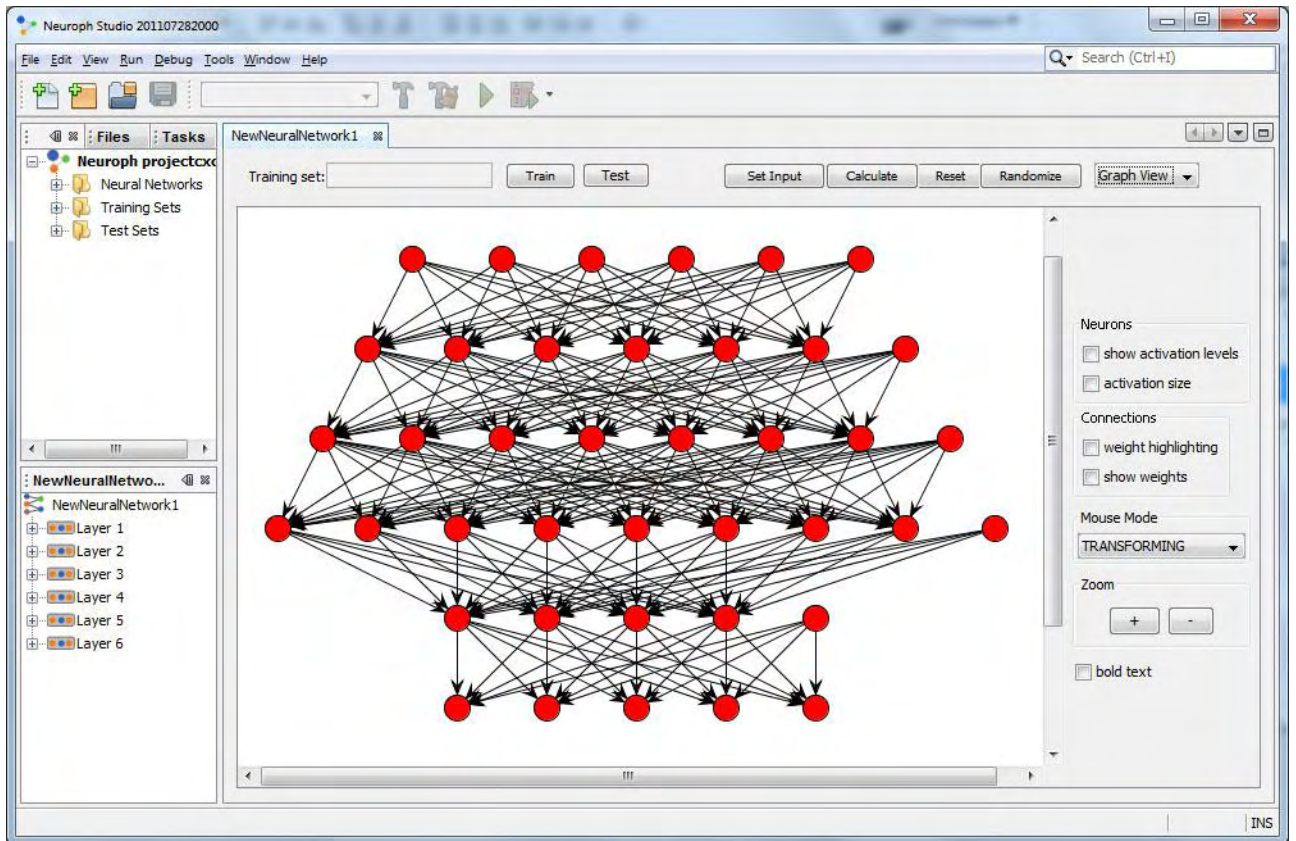 Neuroph Studio 201107282000
File Edit View Run Debug Tools Window Help
Search (Ctrl+I)
Files Tasks
NewNeuralNetwork1
Neuroph projectcxc
Neural Networks
Training Sets
Test Sets
Training set:
Train Test Set Input Calculate Reset Randomize Graph View
NewNeuralNetwo...
NewNeuralNetwork1
Layer 1
Layer 2
Layer 3
Layer 4
Layer 5
Layer 6
Neurons
show activation levels
activation size
Connections
weight highlighting
show weights
Mouse Mode
TRANSFORMING
Zoom
+ -
bold text
INS